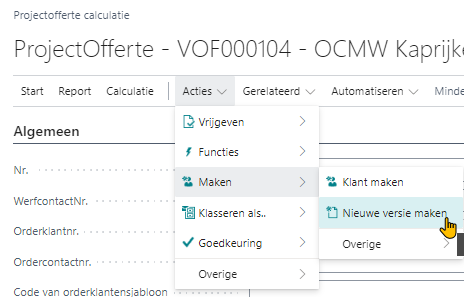 Projectofferte calculatie
ProjectOfferte - VOF000104 - OCMW Kaprijke
Start Report Calculatie Acties Gerelateerd Automatiseren Minde
Algemeen
Nr.
WerfcontactNr.
Orderklantnr.
Ordercontactnr.
Code van orderklantensjabloon
Vrijgeven
Functies
Maken
Klasseren als..
Goedkeuring
Overige
Klant maken
Nieuwe versie maken
Overige